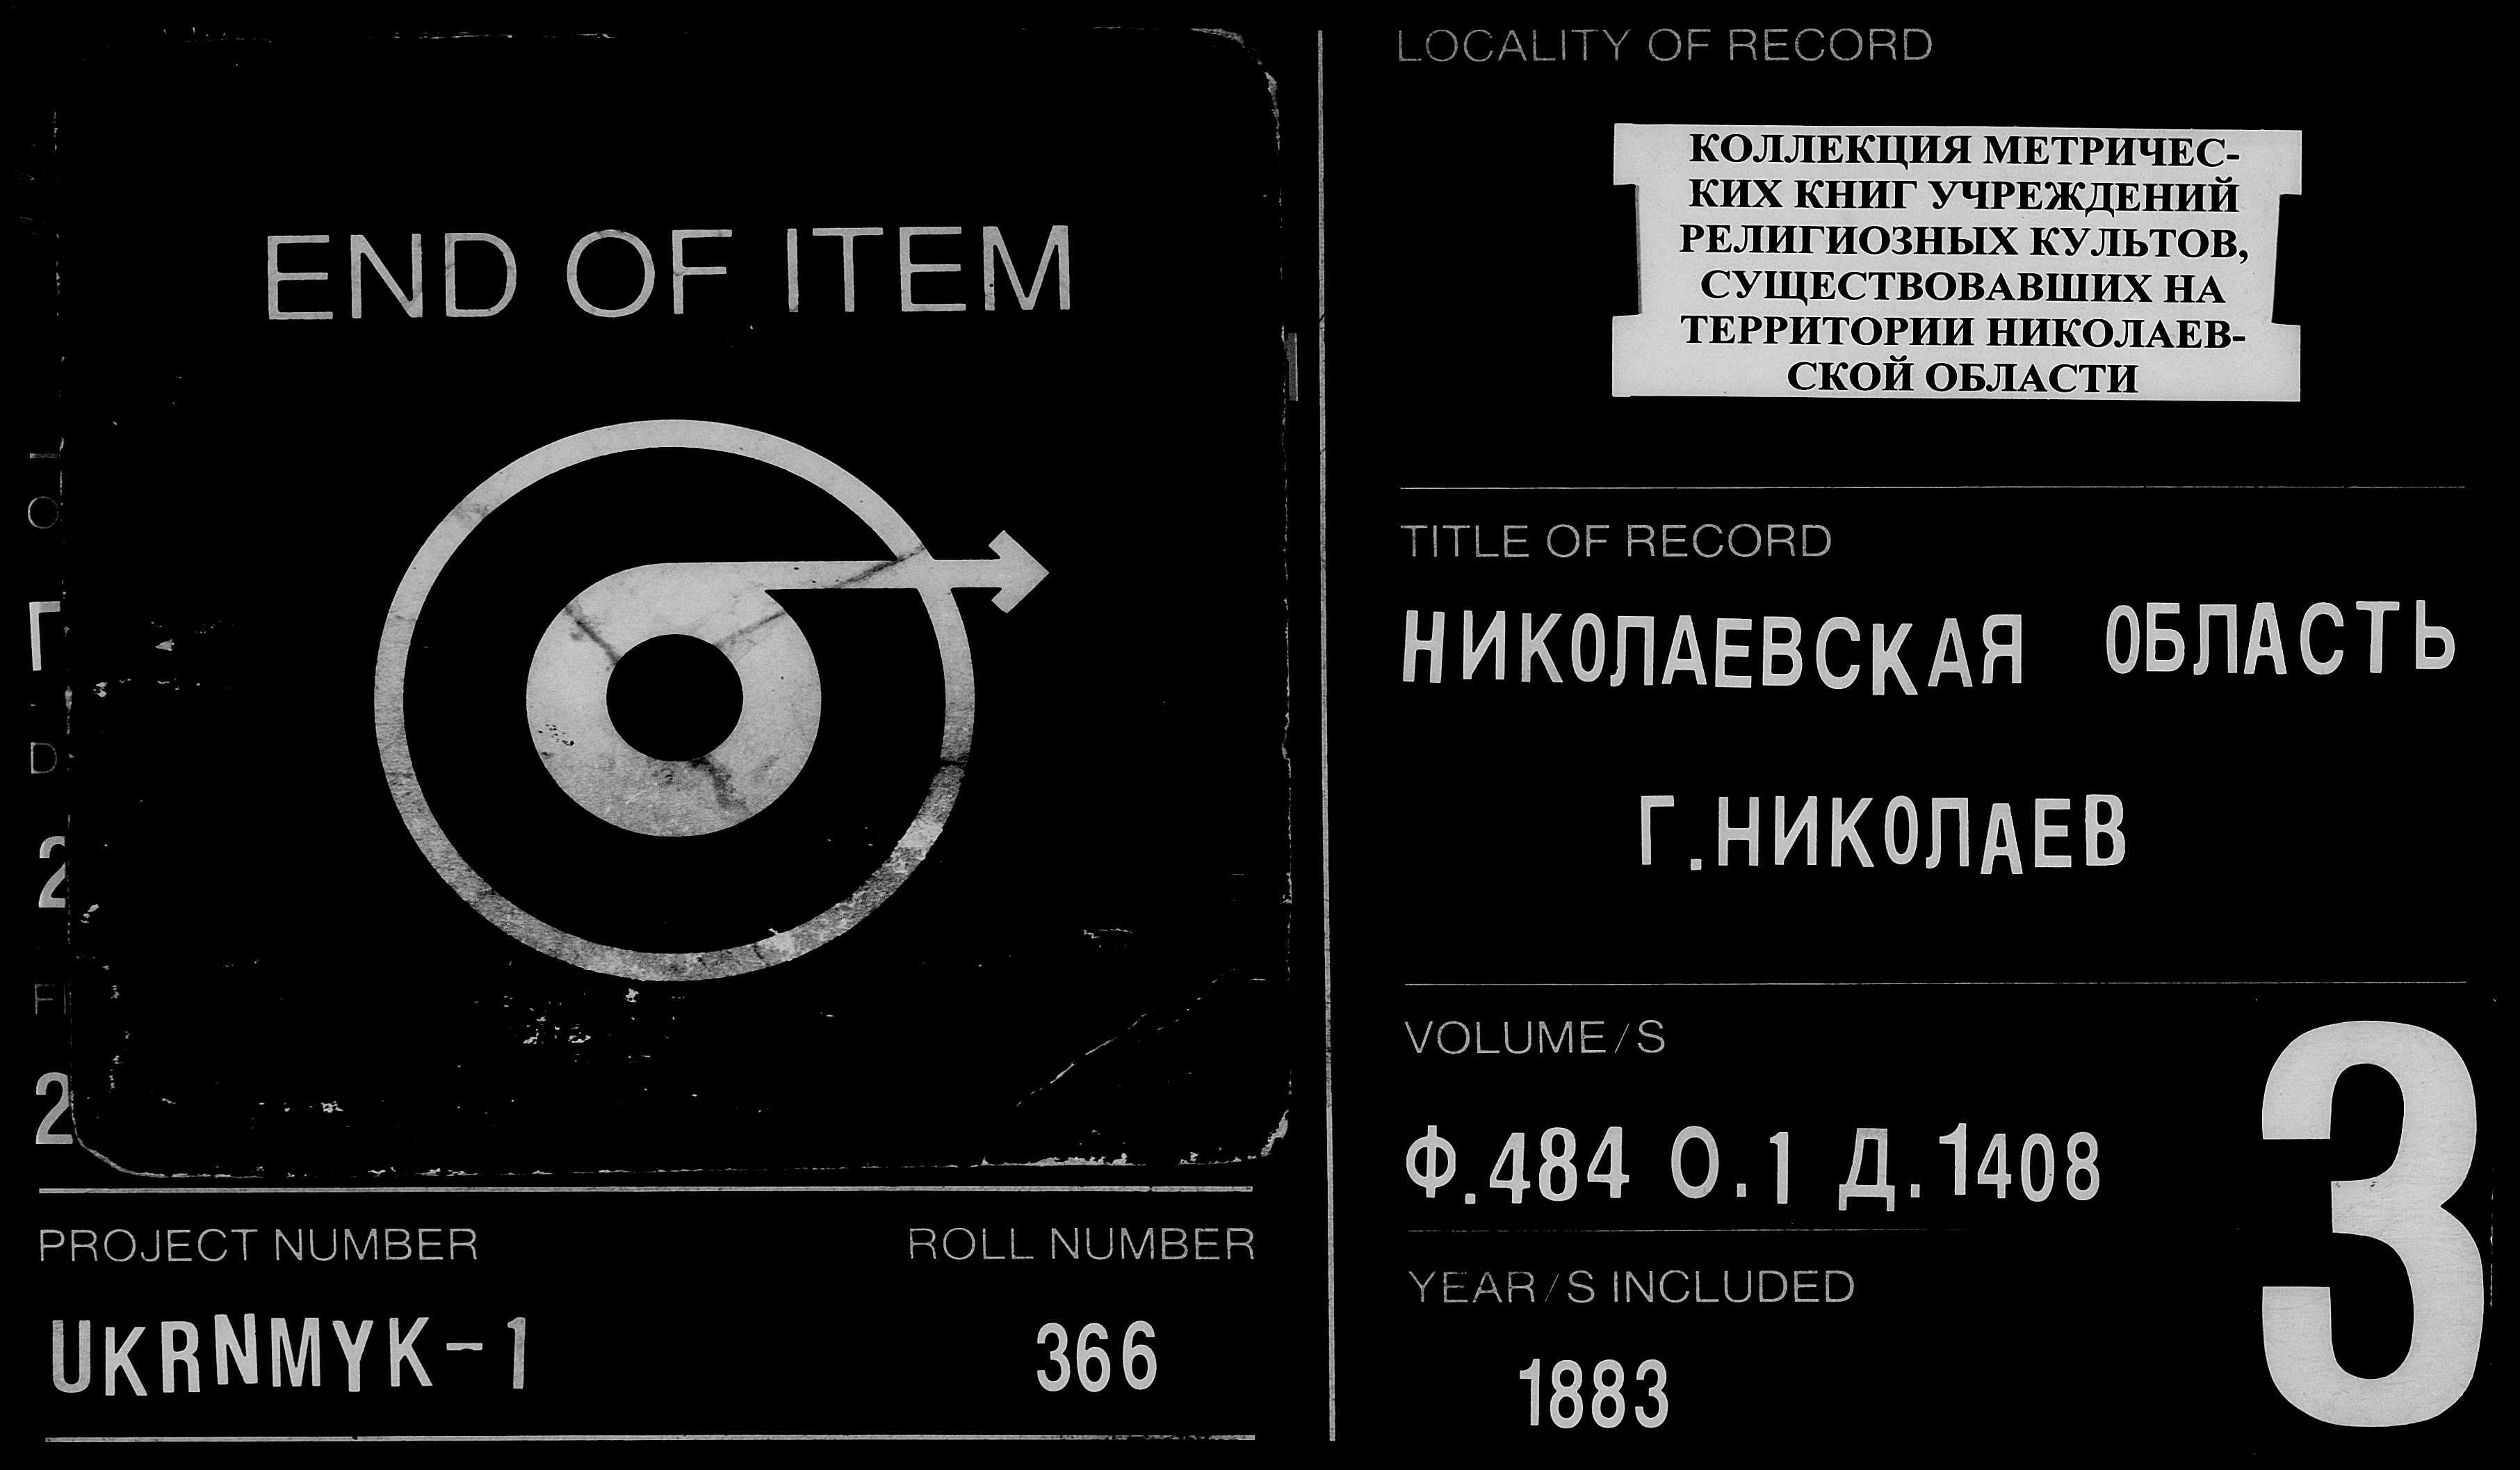 END OF ITEM
PROJECT NUMBER
ROLL NUMBER
UKRNMYK-1
366
LOCALITY OF RECORD
КОЛЛЕКЦИЯ МЕТРИЧЕС-
КИХ КНИГ УЧРЕЖДЕНИЙ
РЕЛИГИОЗНЫХ КУЛЬТОВ,
СУЩЕСТВОВАВШИХ НА
ТЕРРИТОРИИ НИКОЛАЕВ-
СКОЙ ОБЛАСТИ
TITLE OF RECORD
НИКОЛАЕВСКАЯ ОБЛАСТЬ
Г.НИКОЛАЕВ
VOLUME/S
Ф.484 О.1 Д.1408
YEAR/S INCLUDED
1883
3